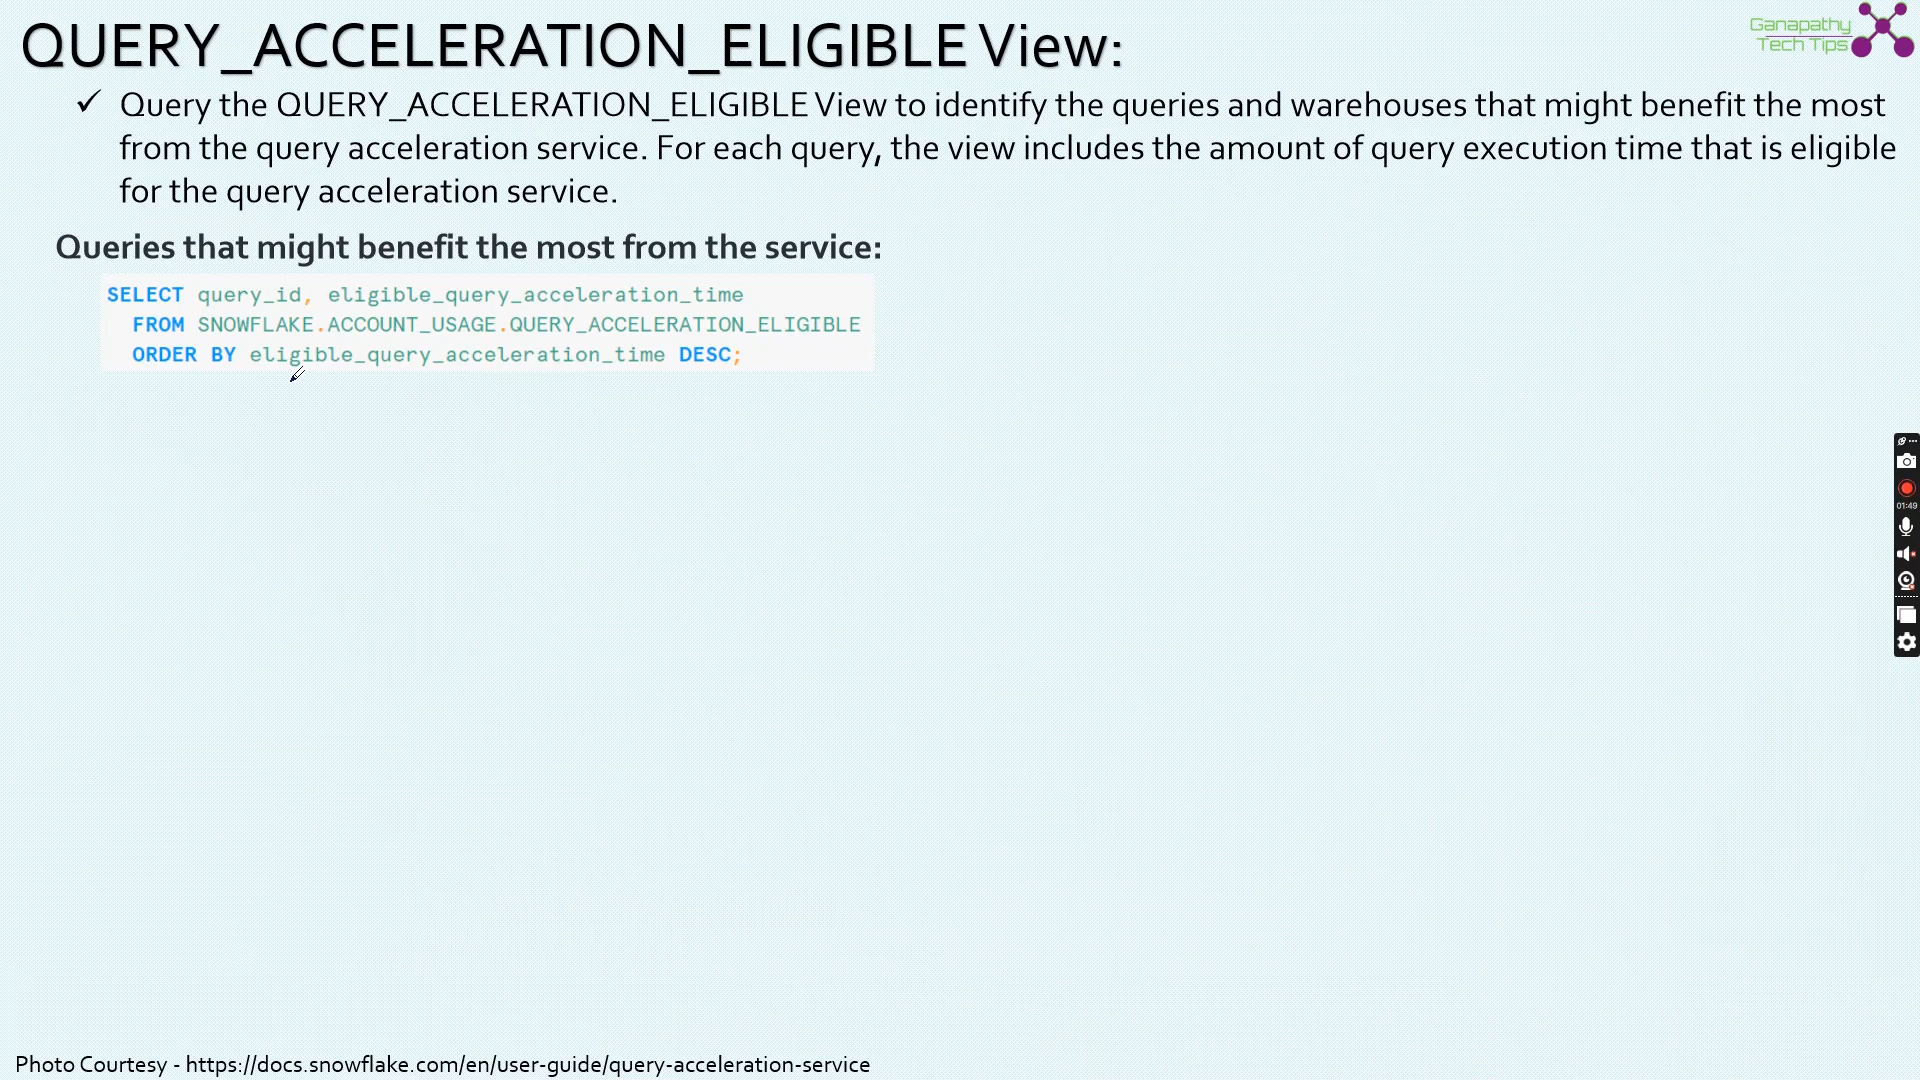 QUERY_ACCELERATION_ELIGIBLE View:
Ganapathy
Tech Tips
✓ Query the QUERY_ACCELERATION_ELIGIBLE View to identify the queries and warehouses that might benefit the most
from the query acceleration service. For each query, the view includes the amount of query execution time that is eligible
for the query acceleration service.
Queries that might benefit the most from the service:
SELECT query_id, eligible_query_acceleration_time
FROM SNOWFLAKE.ACCOUNT_USAGE.QUERY_ACCELERATION_ELIGIBLE
ORDER BY eligible_query_acceleration_time DESC;
01:49
Photo Courtesy - https://docs.snowflake.com/en/user-guide/query-acceleration-service